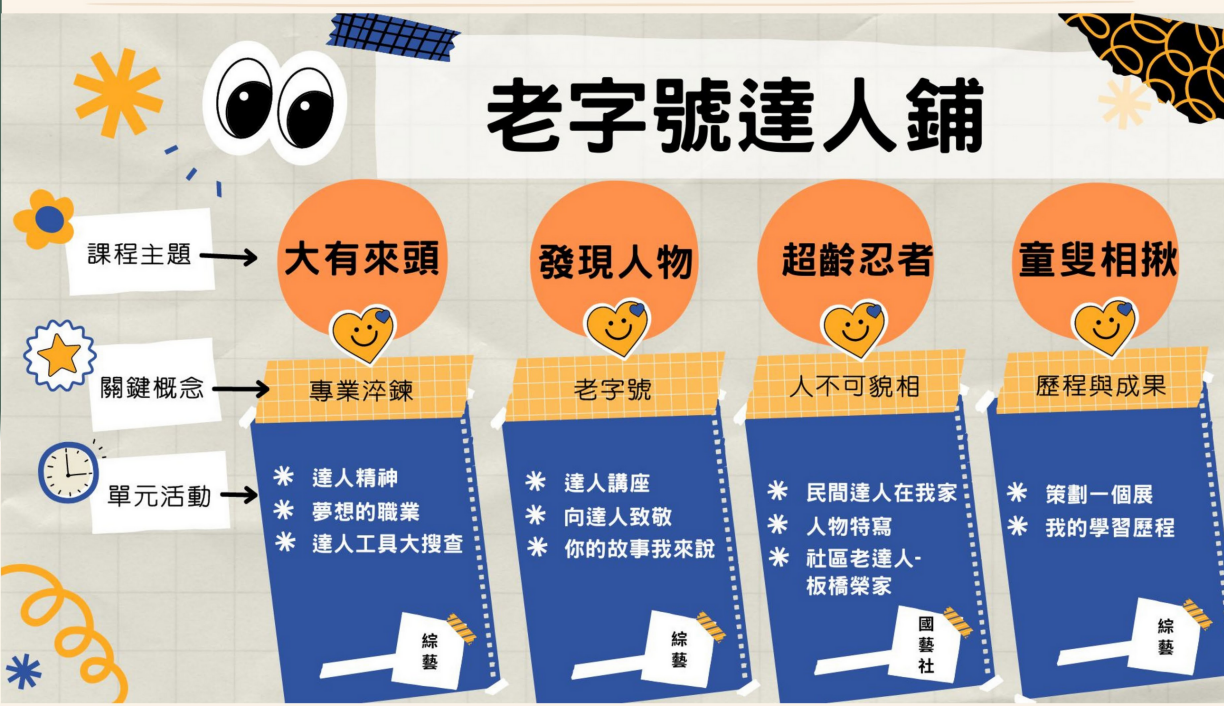 老字號達人鋪
課程主題
大有來頭
發現人物
超齡忍者
童叟相揪
關鍵概念
專業淬鍊
老字號
人不可貌相
歷程與成果
單元活動
達人精神
夢想的職業
達人工具大搜查
綜藝
達人講座
向達人致敬
你的故事我來說
綜藝
民間達人在我家
人物特寫
社區老達人-
板橋榮家
國藝社
策劃一個展
我的學習歷程
綜藝